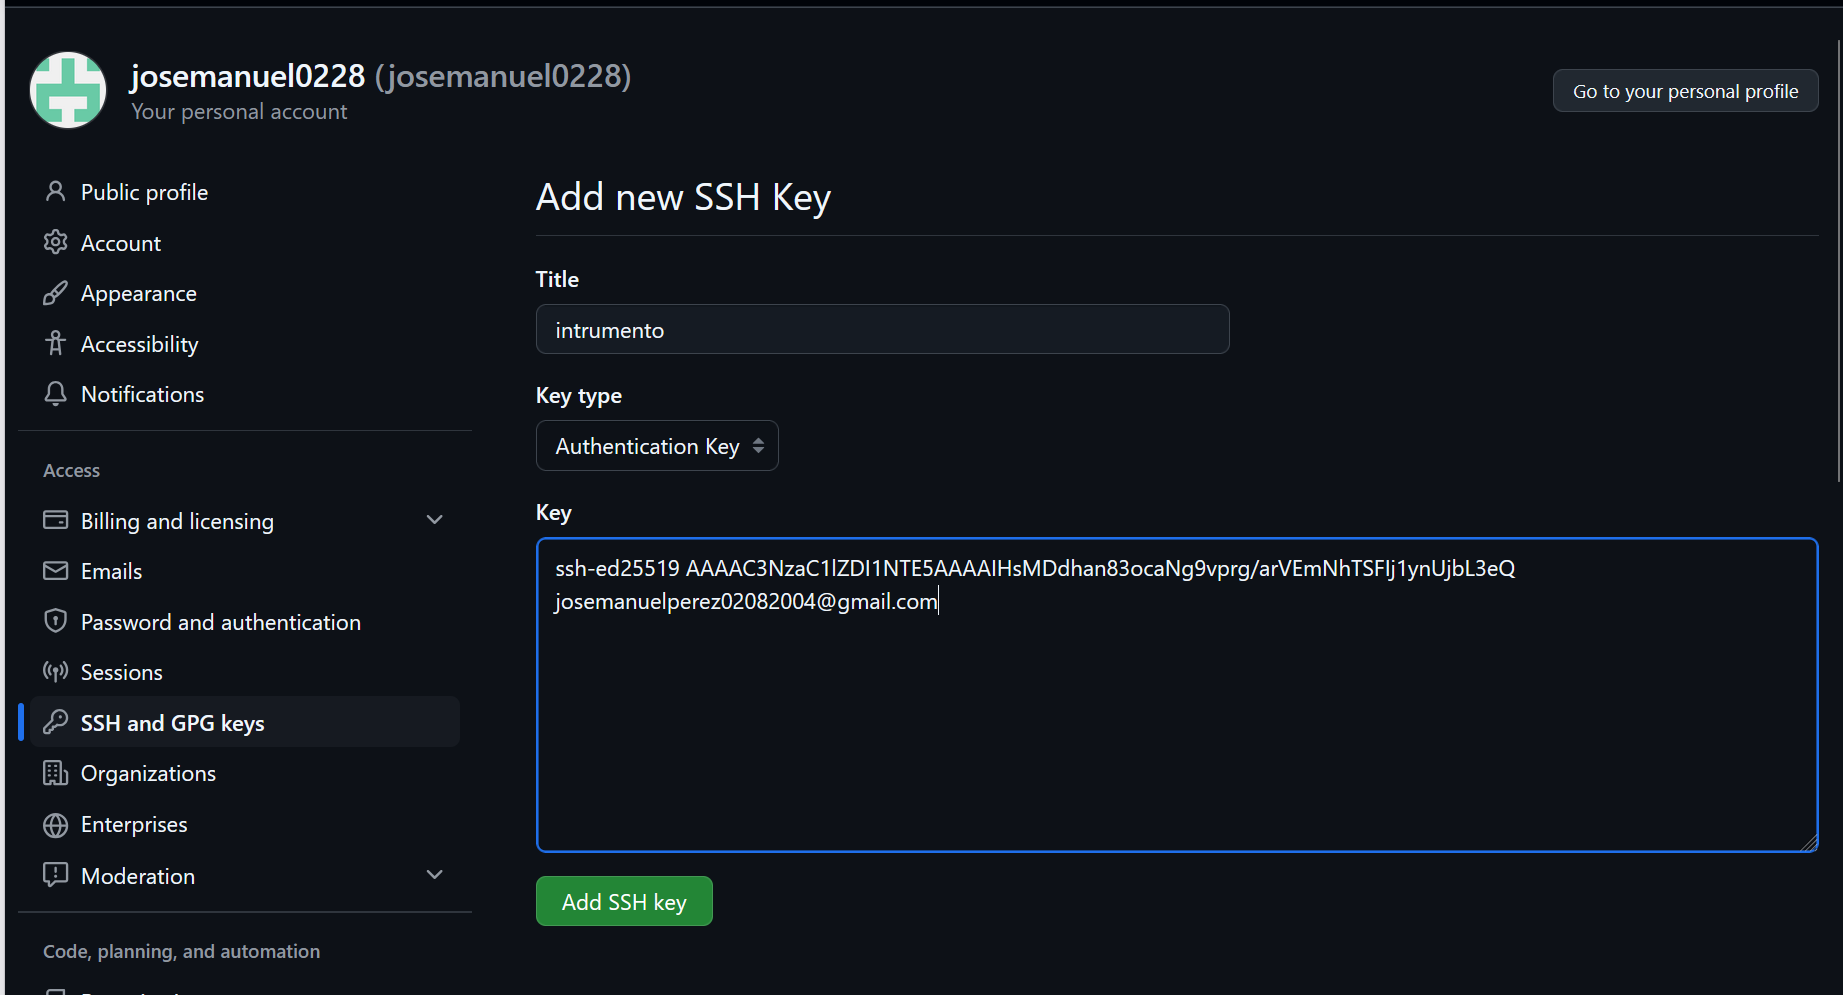 josemanuel0228 (josemanuel0228)
Your personal account
Go to your personal profile
Public profile
Account
Appearance
Accessibility
Notifications
Access
Billing and licensing
Emails
Password and authentication
Sessions
SSH and GPG keys
Organizations
Enterprises
Moderation
Code, planning, and automation
Add new SSH Key
Title
intrumento
Key type
Authentication Key
Key
ssh-ed25519 AAAAC3NzaC1lZDI1NTE5AAAAIHsMDdhan83ocaNg9vprg/arVEmNhTSFIj1ynUjbL3eQ
josemanuelperez02082004@gmail.com
Add SSH key